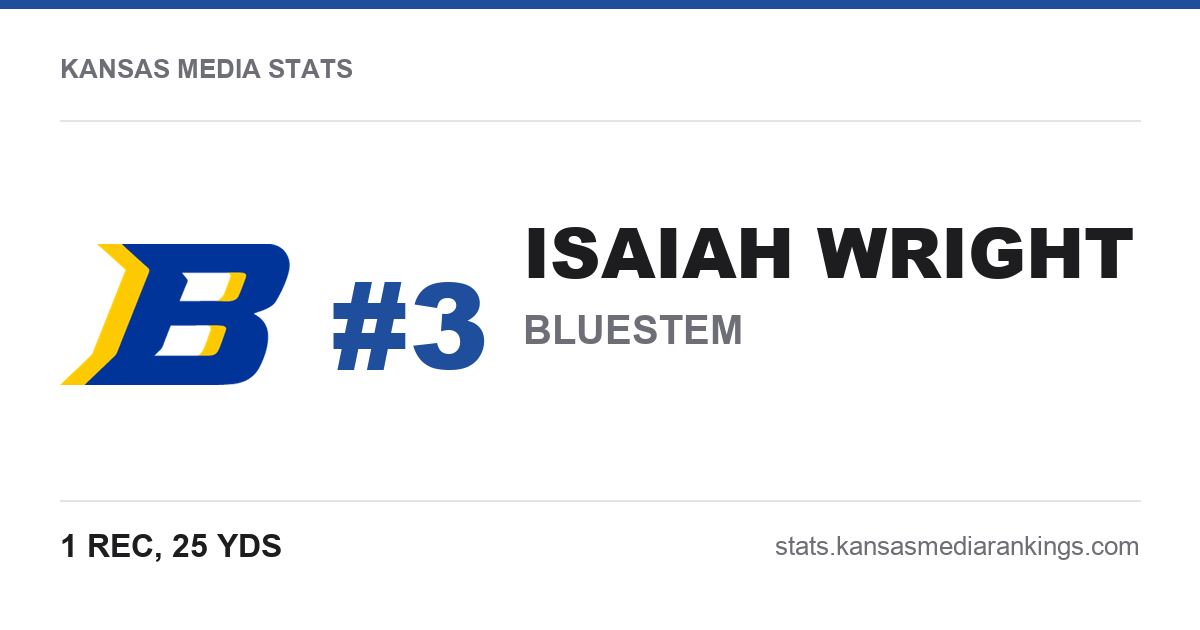 KANSAS MEDIA STATS
B
#3
ISAIAH WRIGHT
BLUESTEM
1 REC, 25 YDS
stats.kansasmediarankings.com